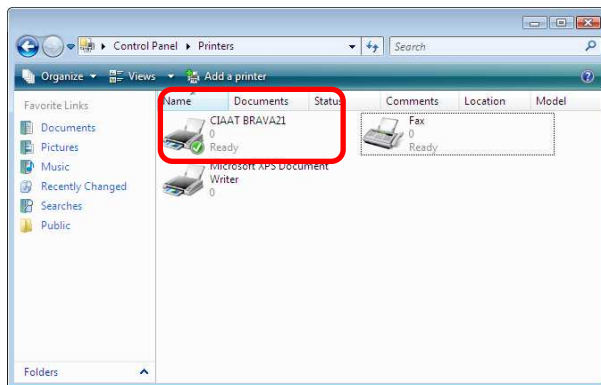 Control Panel Printers
Search
Organize Views Add a printer
Favorite Links
Documents
Pictures
Music
Recently Changed
Searches
Public
Folders
Name Documents Status Comments Location Model
CIAAT BRAVA21
0
Ready
Fax
0
Ready
Microsoft XPS Document
Writer
0